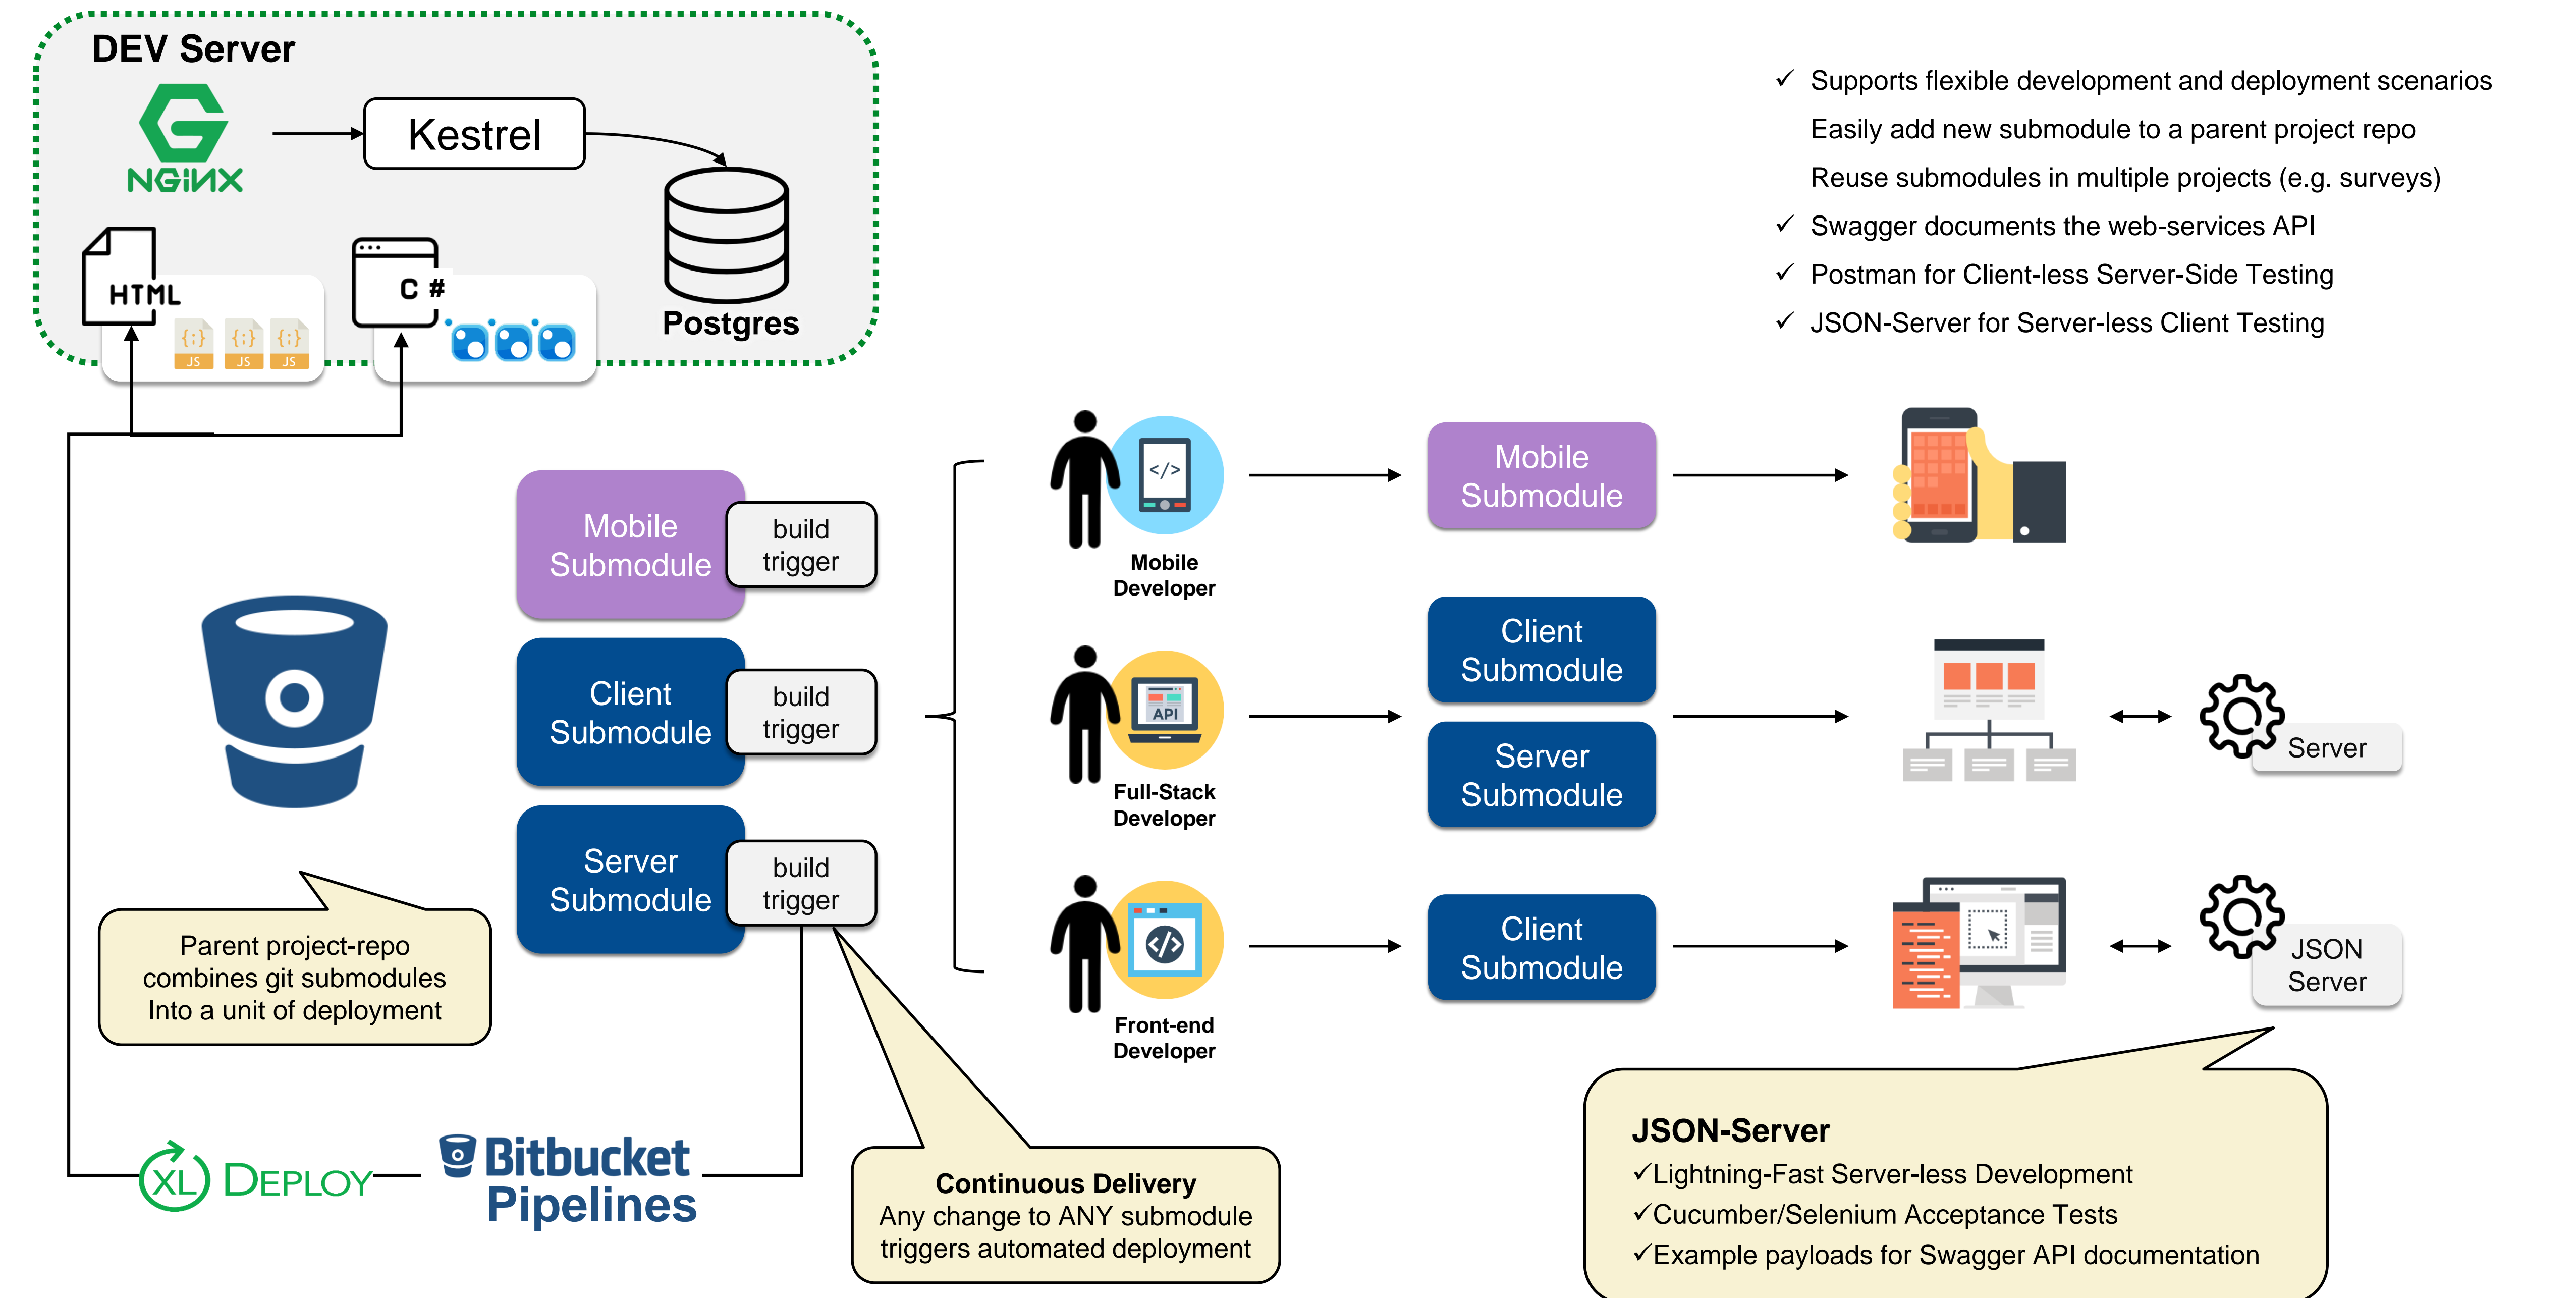 DEV Server
NGiNX
Kestrel
HTML
JS
JS
JS
C #
Postgres
✓ Supports flexible development and deployment scenarios
Easily add new submodule to a parent project repo
Reuse submodules in multiple projects (e.g. surveys)
✓ Swagger documents the web-services API
✓ Postman for Client-less Server-Side Testing
✓ JSON-Server for Server-less Client Testing
Mobile
Submodule
build
trigger
Client
Submodule
build
trigger
Server
Submodule
build
trigger
Parent project-repo
combines git submodules
Into a unit of deployment
XL DEPLOY
Bitbucket
Pipelines
Continuous Delivery
Any change to ANY submodule
triggers automated deployment
</>
Mobile
Developer
Mobile
Submodule
API
Full-Stack
Developer
Client
Submodule
Server
Submodule
Server
</>
Front-end
Developer
Client
Submodule
JSON
Server
JSON-Server
✓Lightning-Fast Server-less Development
✓Cucumber/Selenium Acceptance Tests
✓Example payloads for Swagger API documentation